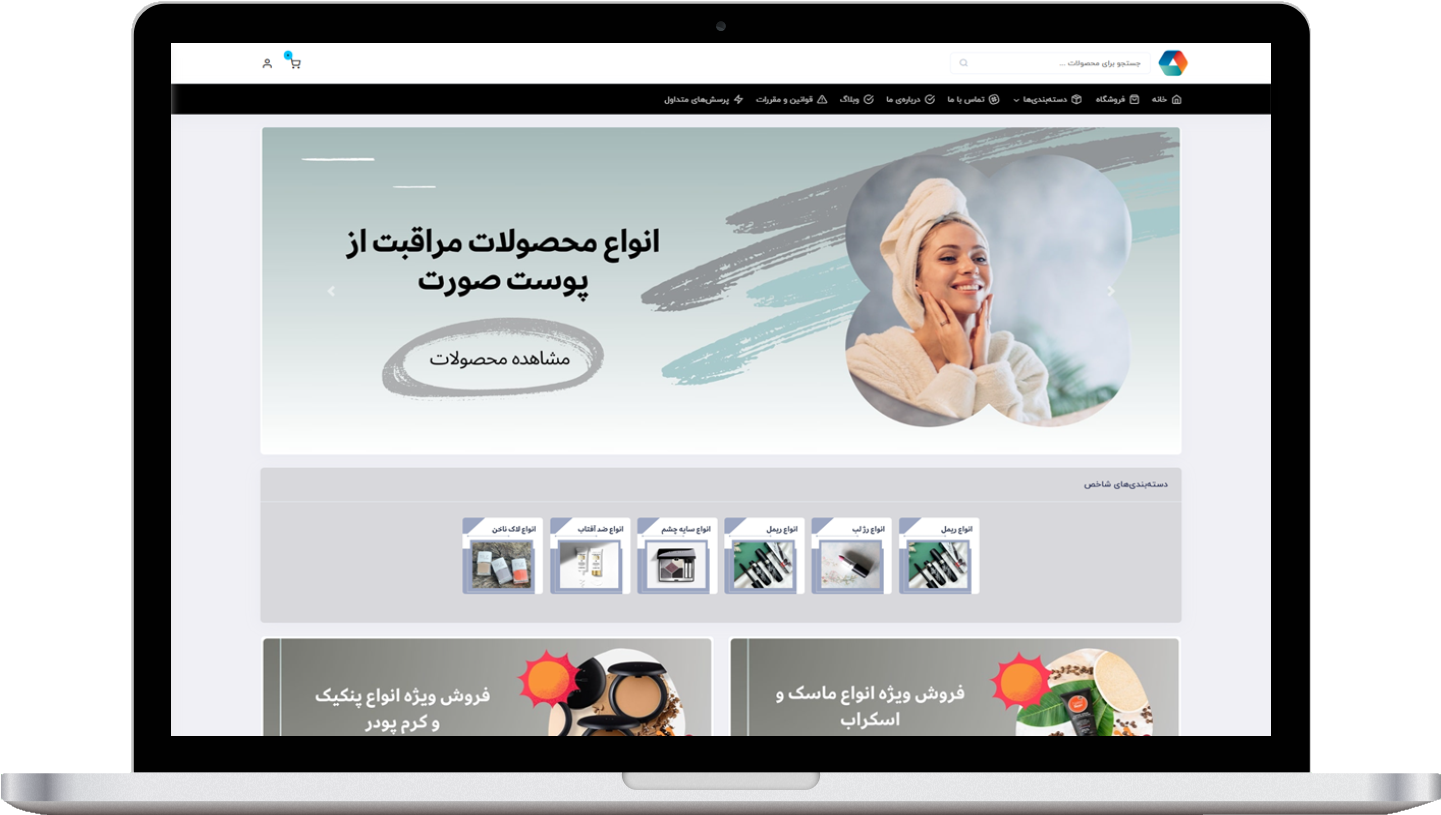 جستجو برای محصولات ...
خانه فروشگاه دسته‌بندی‌ها تماس با ما درباره‌ی ما وبلاگ قوانین و مقررات پرسش‌های متداول
انواع محصولات مراقبت از
پوست صورت
مشاهده محصولات
دسته‌بندی‌های شاخص
انواع ریمل
انواع رژ لب
انواع ریمل
انواع سایه چشم
انواع ضد آفتاب
انواع لاک ناخن
فروش ویژه انواع ماسک و
اسکراب
فروش ویژه انواع پنکیک
و کرم پودر